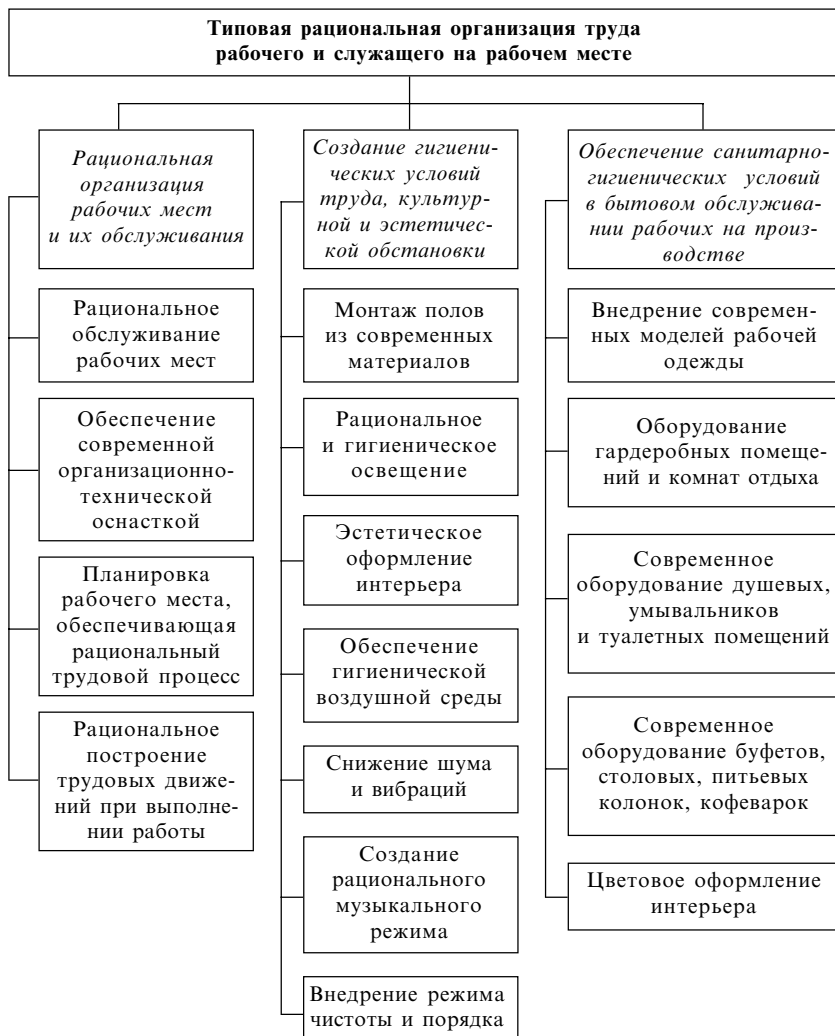 Типовая рациональная организация труда
рабочего и служащего на рабочем месте
Рациональная
организация
рабочих мест
и их обслуживания
Рациональное
обслуживание
рабочих мест
Обеспечение
современной
организационно-
технической
оснасткой
Планировка
рабочего места,
обеспечивающая
рациональный
трудовой процесс
Рациональное
построение
трудовых движе-
ний при выполне-
нии работы
Создание гигиени-
ческих условий
труда, культур-
ной и эстетичес-
кой обстановки
Монтаж полов
из современных
материалов
Рациональное
и гигиеническое
освещение
Эстетическое
оформление
интерьера
Обеспечение
гигиенической
воздушной среды
Снижение шума
и вибраций
Создание
рационального
музыкального
режима
Внедрение режима
чистоты и порядка
Обеспечение санитарно-
гигиенических условий
в бытовом обслужива-
нии рабочих на произ-
водстве
Внедрение современ-
ных моделей рабочей
одежды
Оборудование
гардеробных помеще-
ний и комнат отдыха
Современное
оборудование душевых,
умывальников
и туалетных помещений
Современное
оборудование буфетов,
столовых, питьевых
колонок, кофеварок
Цветовое оформление
интерьера